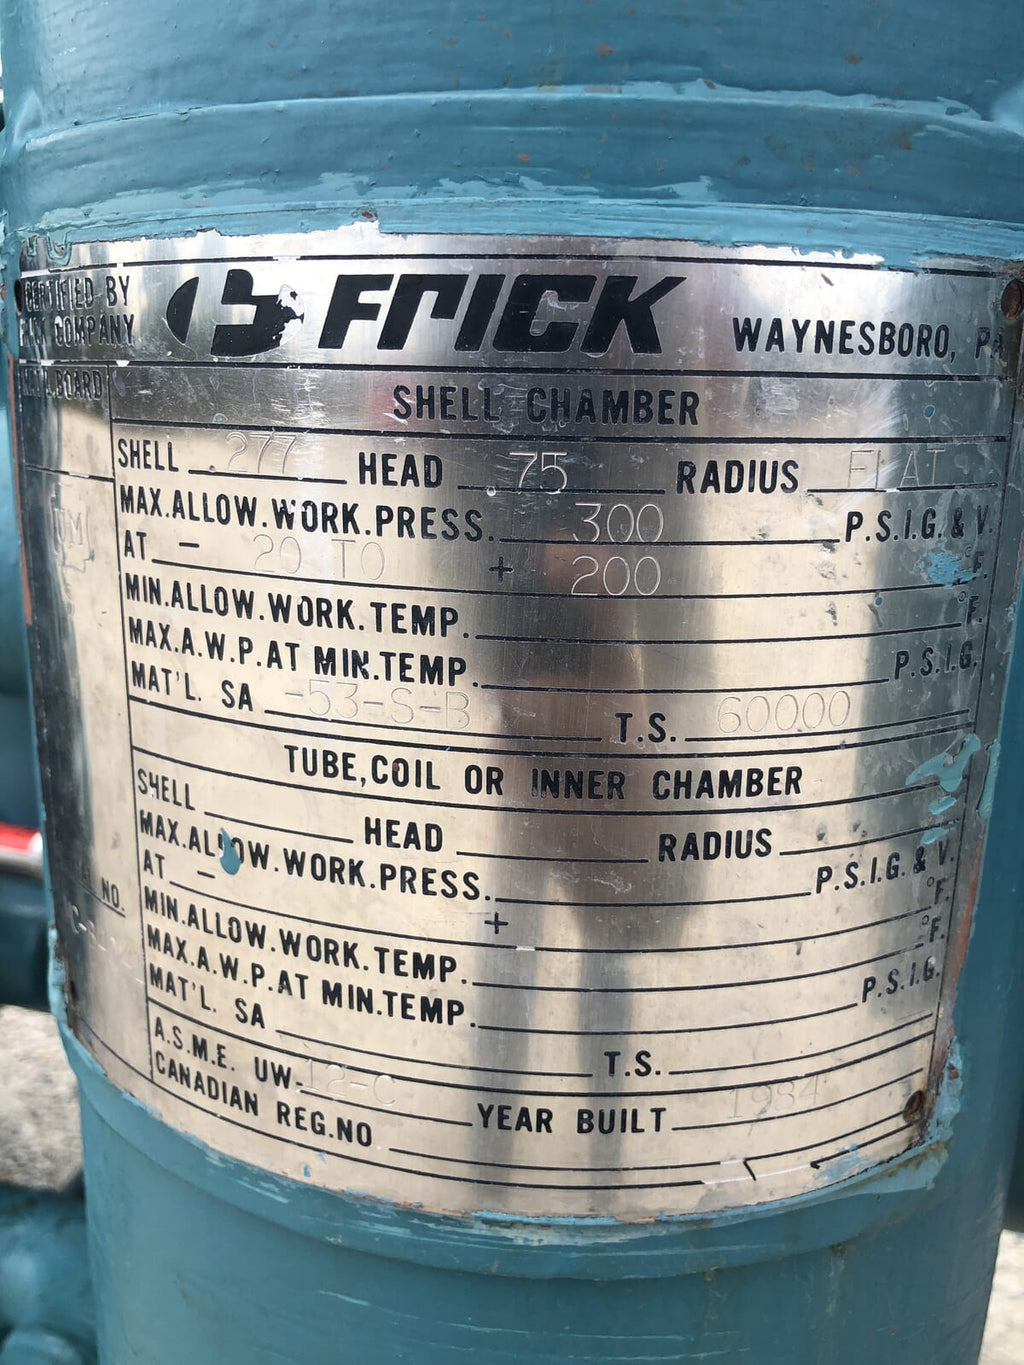 CERTIFIED BY
COMPANY
FRICK
WAYNESBORO, PA
BOARD
SHELL CHAMBER
SHELL .277 HEAD .75 RADIUS FLAT
MAX.ALLOW.WORK.PRESS. 300 P.S.I.G. & V.
AT - 20 TO + 200 °F.
MIN.ALLOW.WORK.TEMP. °F.
MAX.A.W.P.AT MIN.TEMP. P.S.I.G.
MAT'L. SA -53-S-B T.S. 60000
TUBE,COIL OR INNER CHAMBER
SHELL HEAD RADIUS
MAX.ALLOW.WORK.PRESS. P.S.I.G. & V.
AT - + °F.
MIN.ALLOW.WORK.TEMP. °F.
MAX.A.W.P.AT MIN.TEMP. P.S.I.G.
MAT'L. SA T.S.
A.S.M.E. UW-12-C YEAR BUILT 1984
CANADIAN REG.NO
UM
NO.